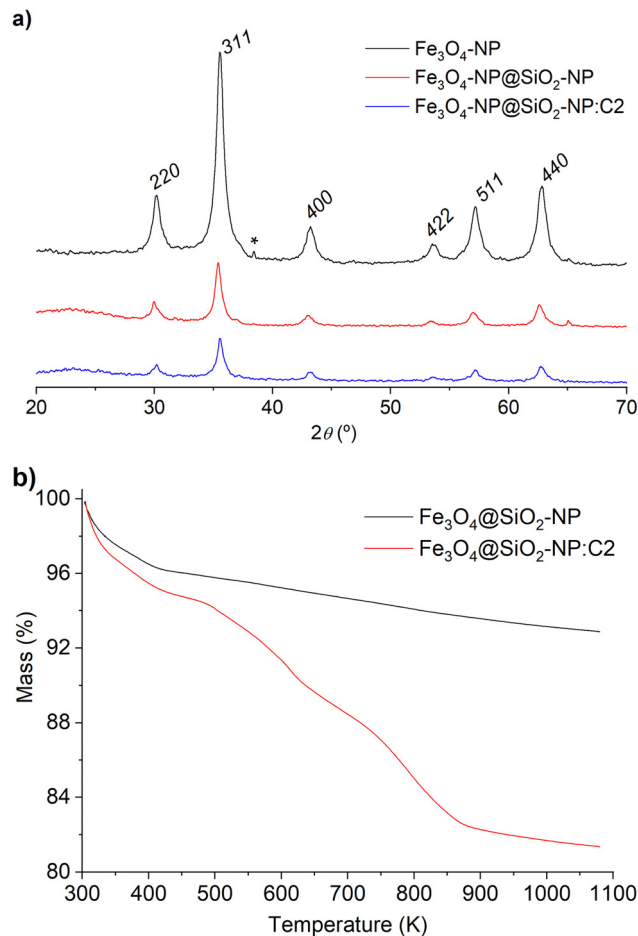 a)
311
Fe₃O₄-NP
Fe₃O₄-NP@SiO₂-NP
Fe₃O₄-NP@SiO₂-NP:C2
220
*
400
422
511
440
20 30 40 50 60 70
2θ (º)
b)
100
96
92
88
84
80
Mass (%)
Fe₃O₄@SiO₂-NP
Fe₃O₄@SiO₂-NP:C2
300 400 500 600 700 800 900 1000 1100
Temperature (K)